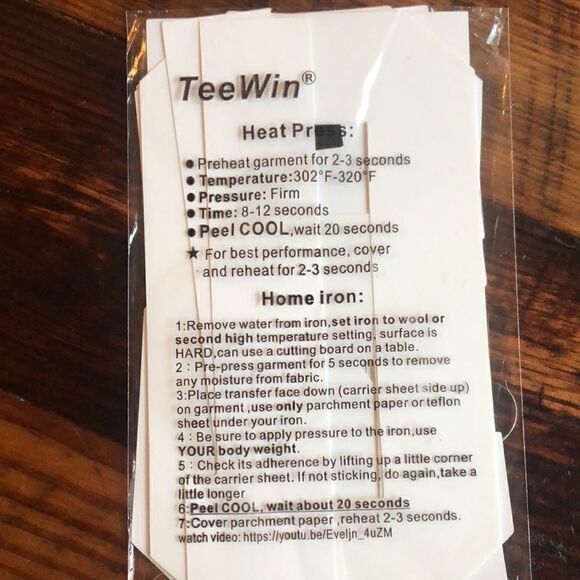 TeeWin®
Heat Press:
● Preheat garment for 2-3 seconds
● Temperature:302°F-320°F
● Pressure: Firm
● Time: 8-12 seconds
● Peel COOL,wait 20 seconds
★ For best performance, cover
and reheat for 2-3 seconds
Home iron:
1:Remove water from iron,set iron to wool or
second high temperature setting, surface is
HARD,can use a cutting board on a table.
2：Pre-press garment for 5 seconds to remove
any moisture from fabric.
3:Place transfer face down (carrier sheet side up)
on garment ,use only parchment paper or teflon
sheet under your iron.
4：Be sure to apply pressure to the iron,use
YOUR body weight.
5：Check its adherence by lifting up a little corner
of the carrier sheet. If not sticking, do again,take a
little longer
6:Peel COOL, wait about 20 seconds
7:Cover parchment paper ,reheat 2-3 seconds.
watch video: https://youtu.be/Eveljn_4uZM